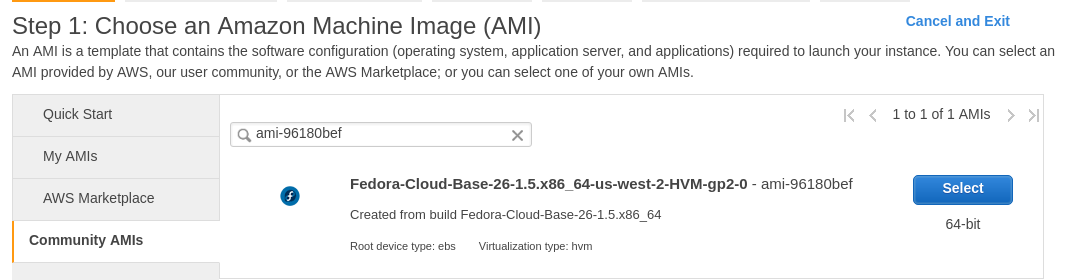 Step 1: Choose an Amazon Machine Image (AMI)
Cancel and Exit
An AMI is a template that contains the software configuration (operating system, application server, and applications) required to launch your instance. You can select an
AMI provided by AWS, our user community, or the AWS Marketplace; or you can select one of your own AMIs.
Quick Start
My AMIs
AWS Marketplace
Community AMIs
1 to 1 of 1 AMIs
ami-96180bef
Fedora-Cloud-Base-26-1.5.x86_64-us-west-2-HVM-gp2-0 - ami-96180bef
Created from build Fedora-Cloud-Base-26-1.5.x86_64
Root device type: ebs Virtualization type: hvm
Select
64-bit